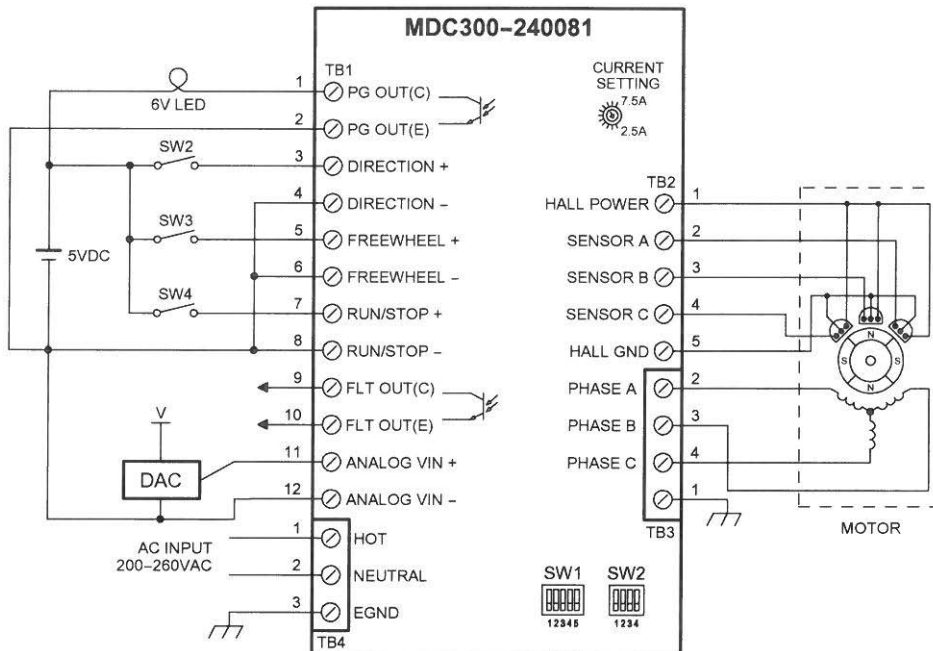 MDC300-240081
TB1
CURRENT
SETTING
7.5A
2.5A
6V LED
1 PG OUT(C)
2 PG OUT(E)
SW2
3 DIRECTION +
4 DIRECTION -
SW3
5 FREEWHEEL +
5VDC
6 FREEWHEEL -
SW4
7 RUN/STOP +
8 RUN/STOP -
9 FLT OUT(C)
10 FLT OUT(E)
V
DAC
11 ANALOG VIN +
12 ANALOG VIN -
AC INPUT
200-260VAC
1 HOT
2 NEUTRAL
3 EGND
TB4
TB2
HALL POWER 1
SENSOR A 2
SENSOR B 3
SENSOR C 4
HALL GND 5
N
S S
N
PHASE A 2
PHASE B 3
PHASE C 4
1
TB3
MOTOR
SW1 SW2
12345 1234